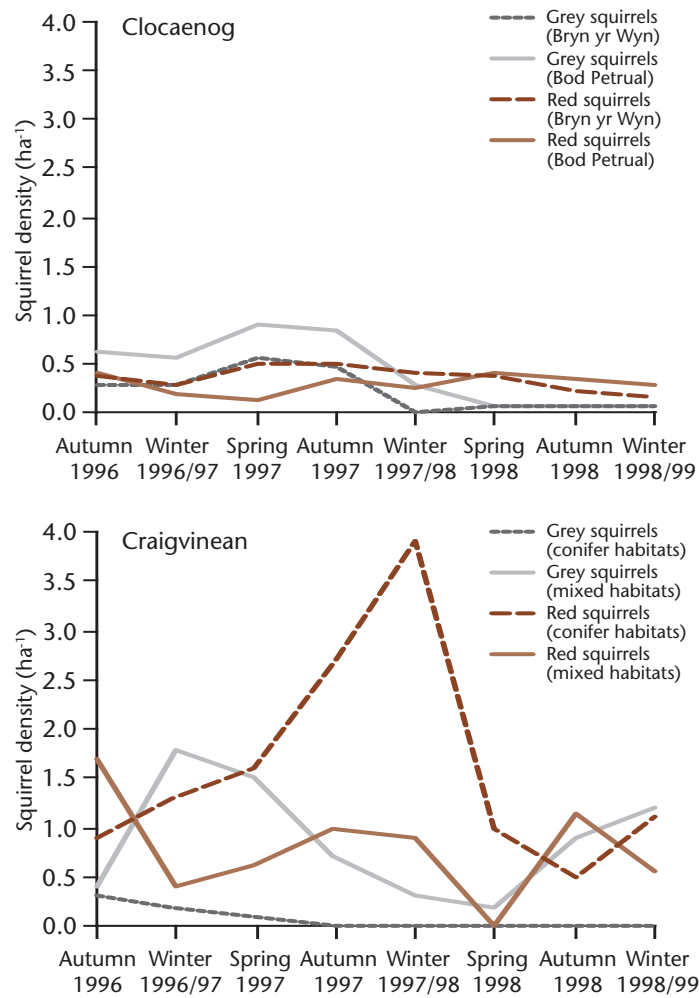 Clocaenog
Grey squirrels
(Bryn yr Wyn)
Grey squirrels
(Bod Petrual)
Red squirrels
(Bryn yr Wyn)
Red squirrels
(Bod Petrual)
Squirrel density (ha-1)
4.0
3.5
3.0
2.5
2.0
1.5
1.0
0.5
0.0
Autumn Winter Spring Autumn Winter Spring Autumn Winter
1996 1996/97 1997 1997 1997/98 1998 1998 1998/99
Craigvinean
Grey squirrels
(conifer habitats)
Grey squirrels
(mixed habitats)
Red squirrels
(conifer habitats)
Red squirrels
(mixed habitats)
Squirrel density (ha-1)
4.0
3.5
3.0
2.5
2.0
1.5
1.0
0.5
0.0
Autumn Winter Spring Autumn Winter Spring Autumn Winter
1996 1996/97 1997 1997 1997/98 1998 1998 1998/99